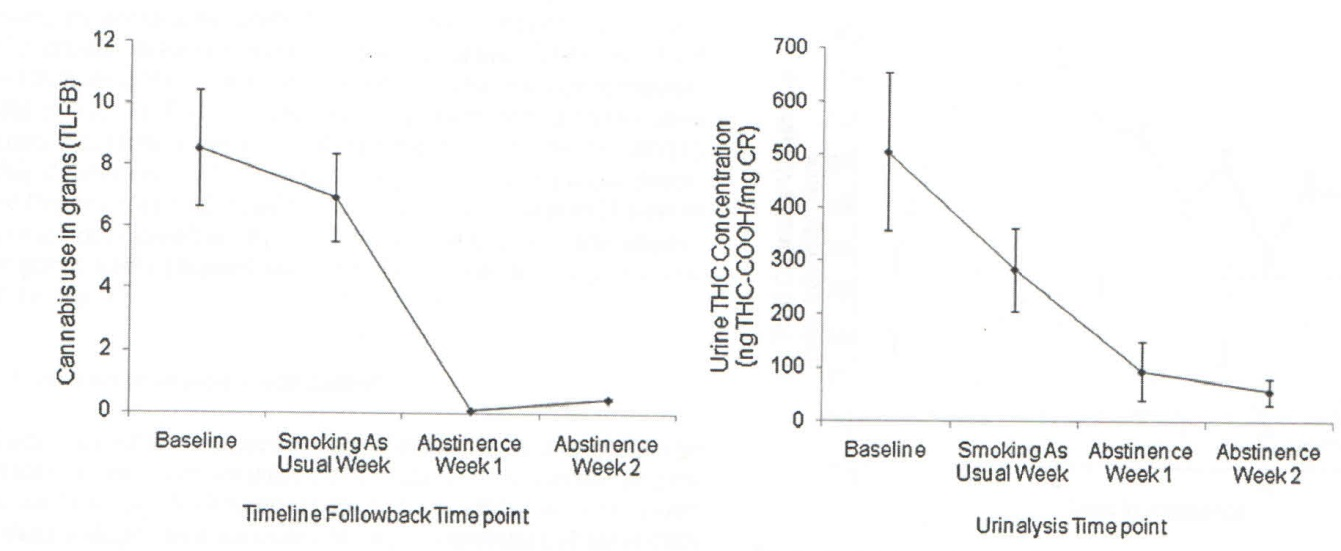 12
10
8
6
4
2
0
Cannabis use in grams (TLFB)
Baseline
Smoking As
Usual Week
Abstinence
Week 1
Abstinence
Week 2
Timeline Followback Time point
700
600
500
400
300
200
100
0
Urine THC Concentration
(ng THC-COOH/mg CR)
Baseline
Smoking As
Usual Week
Abstinence
Week 1
Abstinence
Week 2
Urinalysis Time point